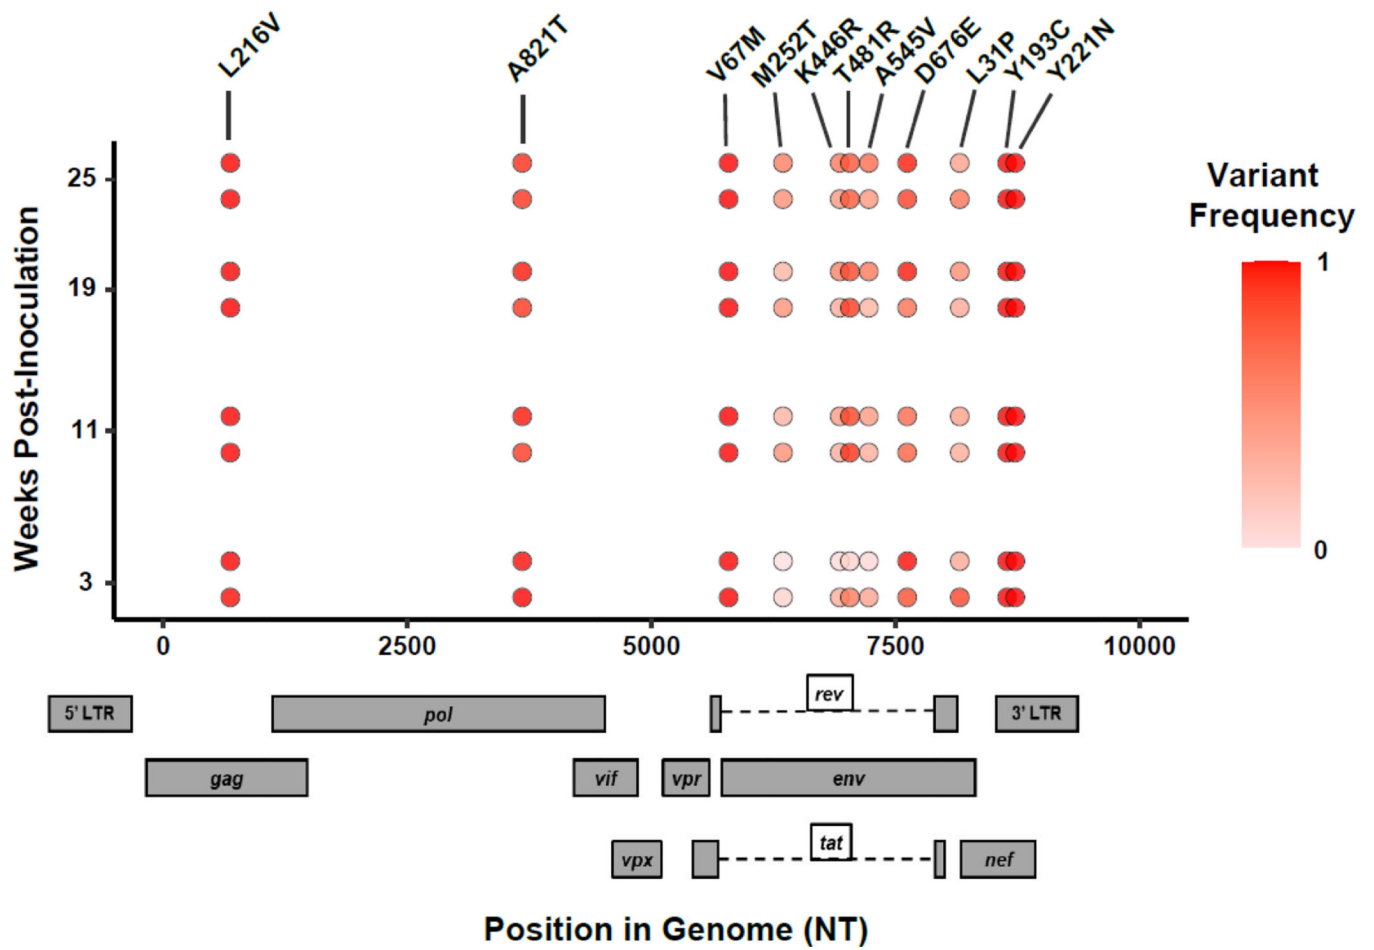 L216V
A821T
V67M
M252T
K446R
T481R
A545V
D676E
L31P
Y193C
Y221N
Weeks Post-Inoculation
25
19
11
3
0
2500
5000
7500
10000
Variant
Frequency
1
0
5' LTR
pol
rev
3' LTR
gag
vif
vpr
env
vpx
tat
nef
Position in Genome (NT)